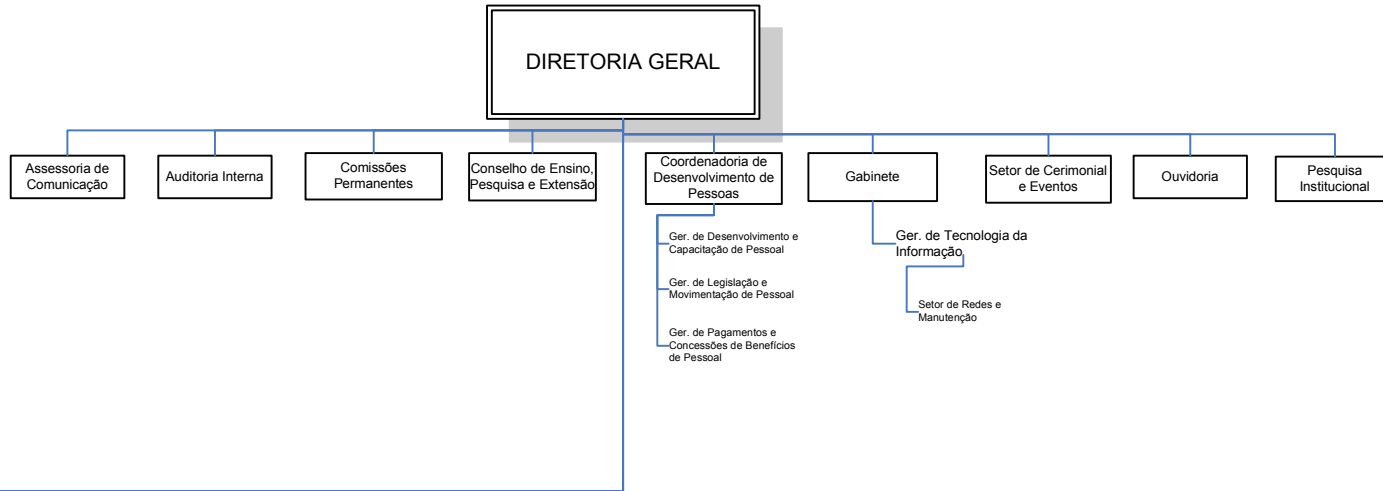 DIRETORIA GERAL
Assessoria de
Comunicação
Auditoria Interna
Comissões
Permanentes
Conselho de Ensino,
Pesquisa e Extensão
Coordenadoria de
Desenvolvimento de
Pessoas
Gabinete
Setor de Cerimonial
e Eventos
Ouvidoria
Pesquisa
Institucional
Ger. de Desenvolvimento e
Capacitação de Pessoal
Ger. de Legislação e
Movimentação de Pessoal
Ger. de Pagamentos e
Concessões de Benefícios
de Pessoal
Ger. de Tecnologia da
Informação
Setor de Redes e
Manutenção